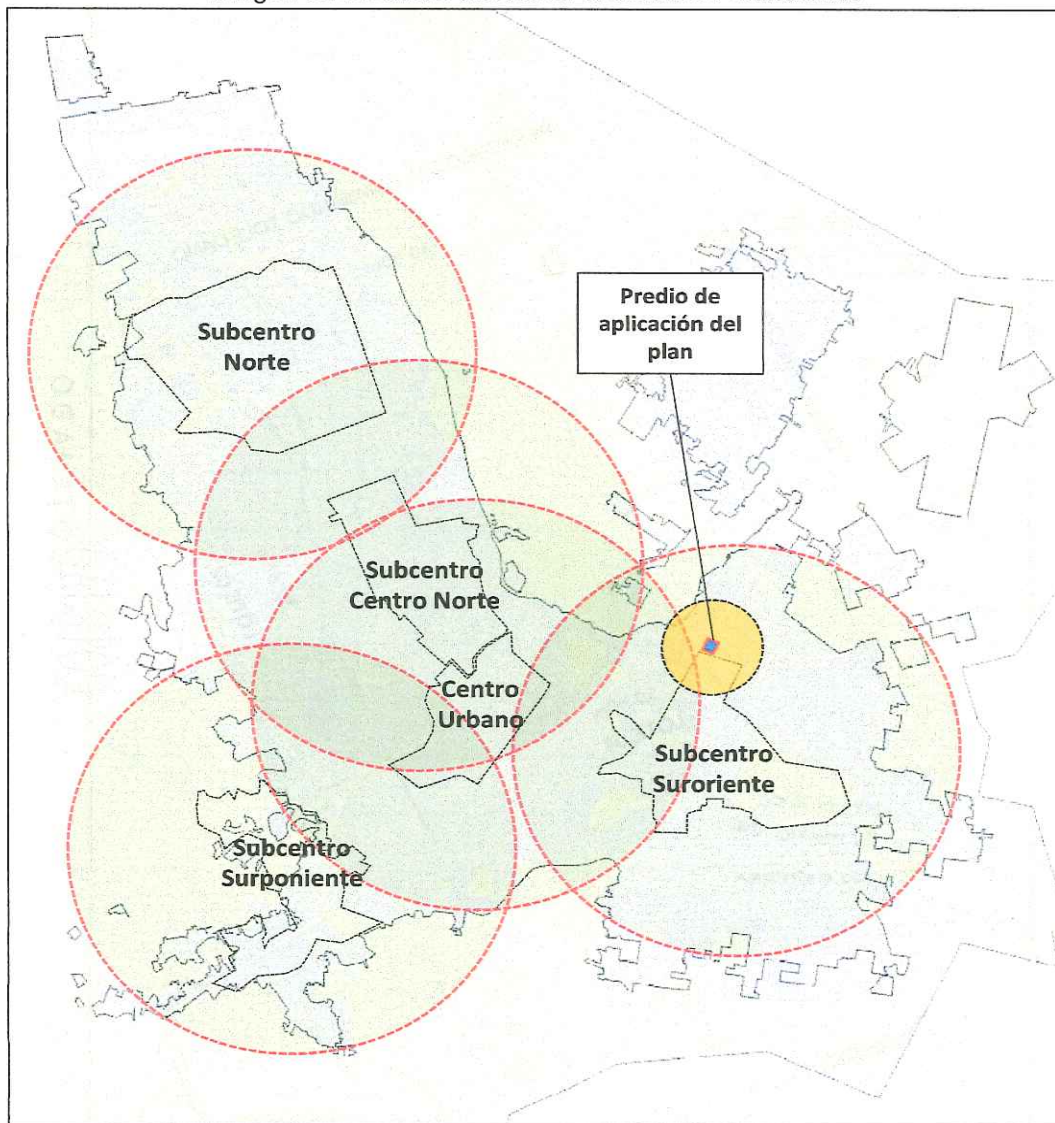 Predio de
aplicación del
plan
Subcentro
Norte
Subcentro
Centro Norte
Centro
Urbano
Subcentro
Suroriente
Subcentro
Surponiente